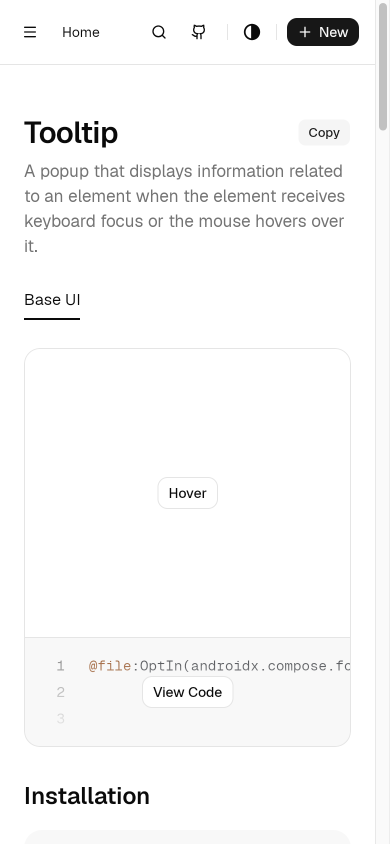 Home
New
Tooltip
Copy
A popup that displays information related
to an element when the element receives
keyboard focus or the mouse hovers over
it.
Base UI
Hover
1 @file:OptIn(androidx.compose.fo
2
View Code
3
Installation